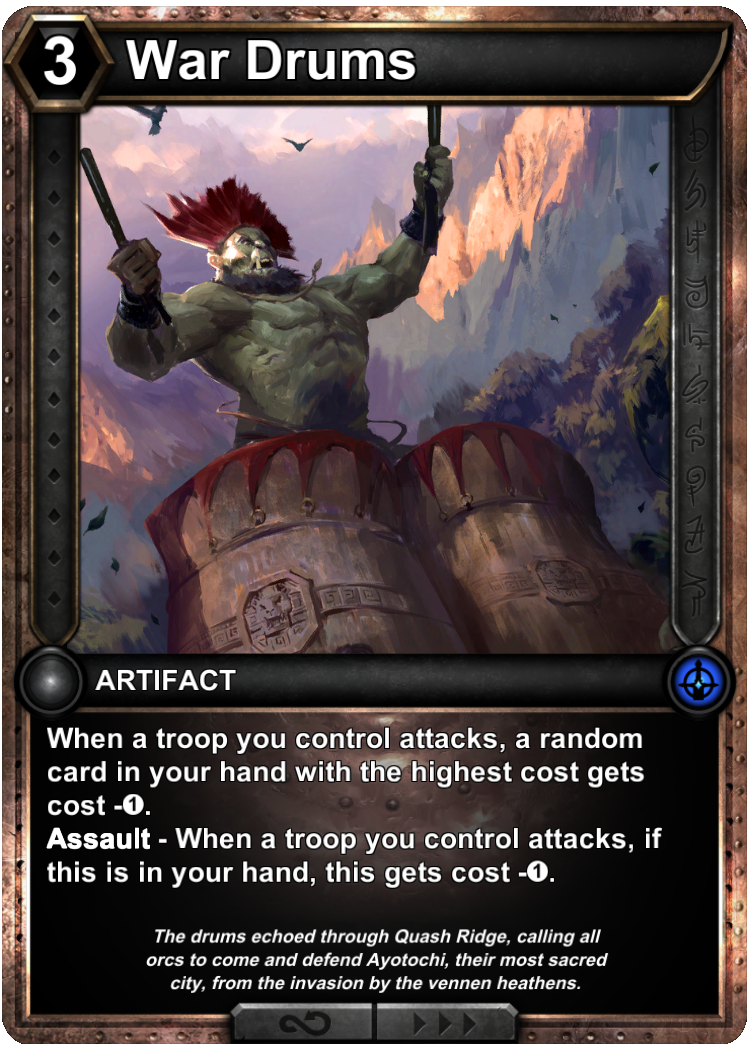 3 War Drums
ARTIFACT
When a troop you control attacks, a random
card in your hand with the highest cost gets
cost -❶.
Assault - When a troop you control attacks, if
this is in your hand, this gets cost -❶.
The drums echoed through Quash Ridge, calling all
orcs to come and defend Ayotochi, their most sacred
city, from the invasion by the vennen heathens.